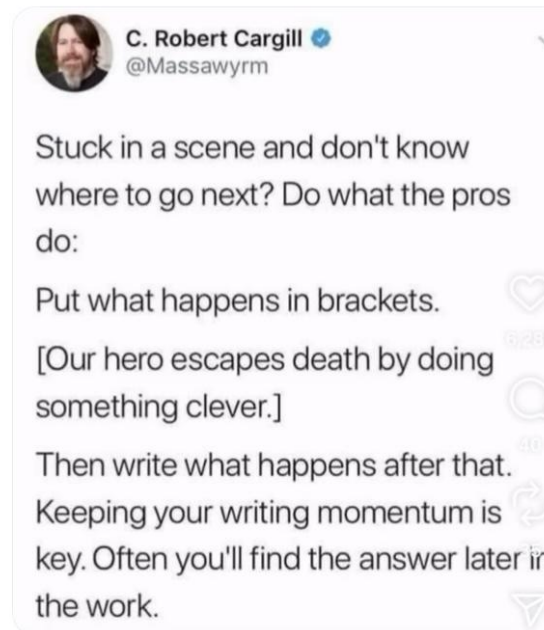 C. Robert Cargill
@Massawyrm
Stuck in a scene and don't know
where to go next? Do what the pros
do:
Put what happens in brackets.
[Our hero escapes death by doing
something clever.]
Then write what happens after that.
Keeping your writing momentum is
key. Often you'll find the answer later in
the work.
40